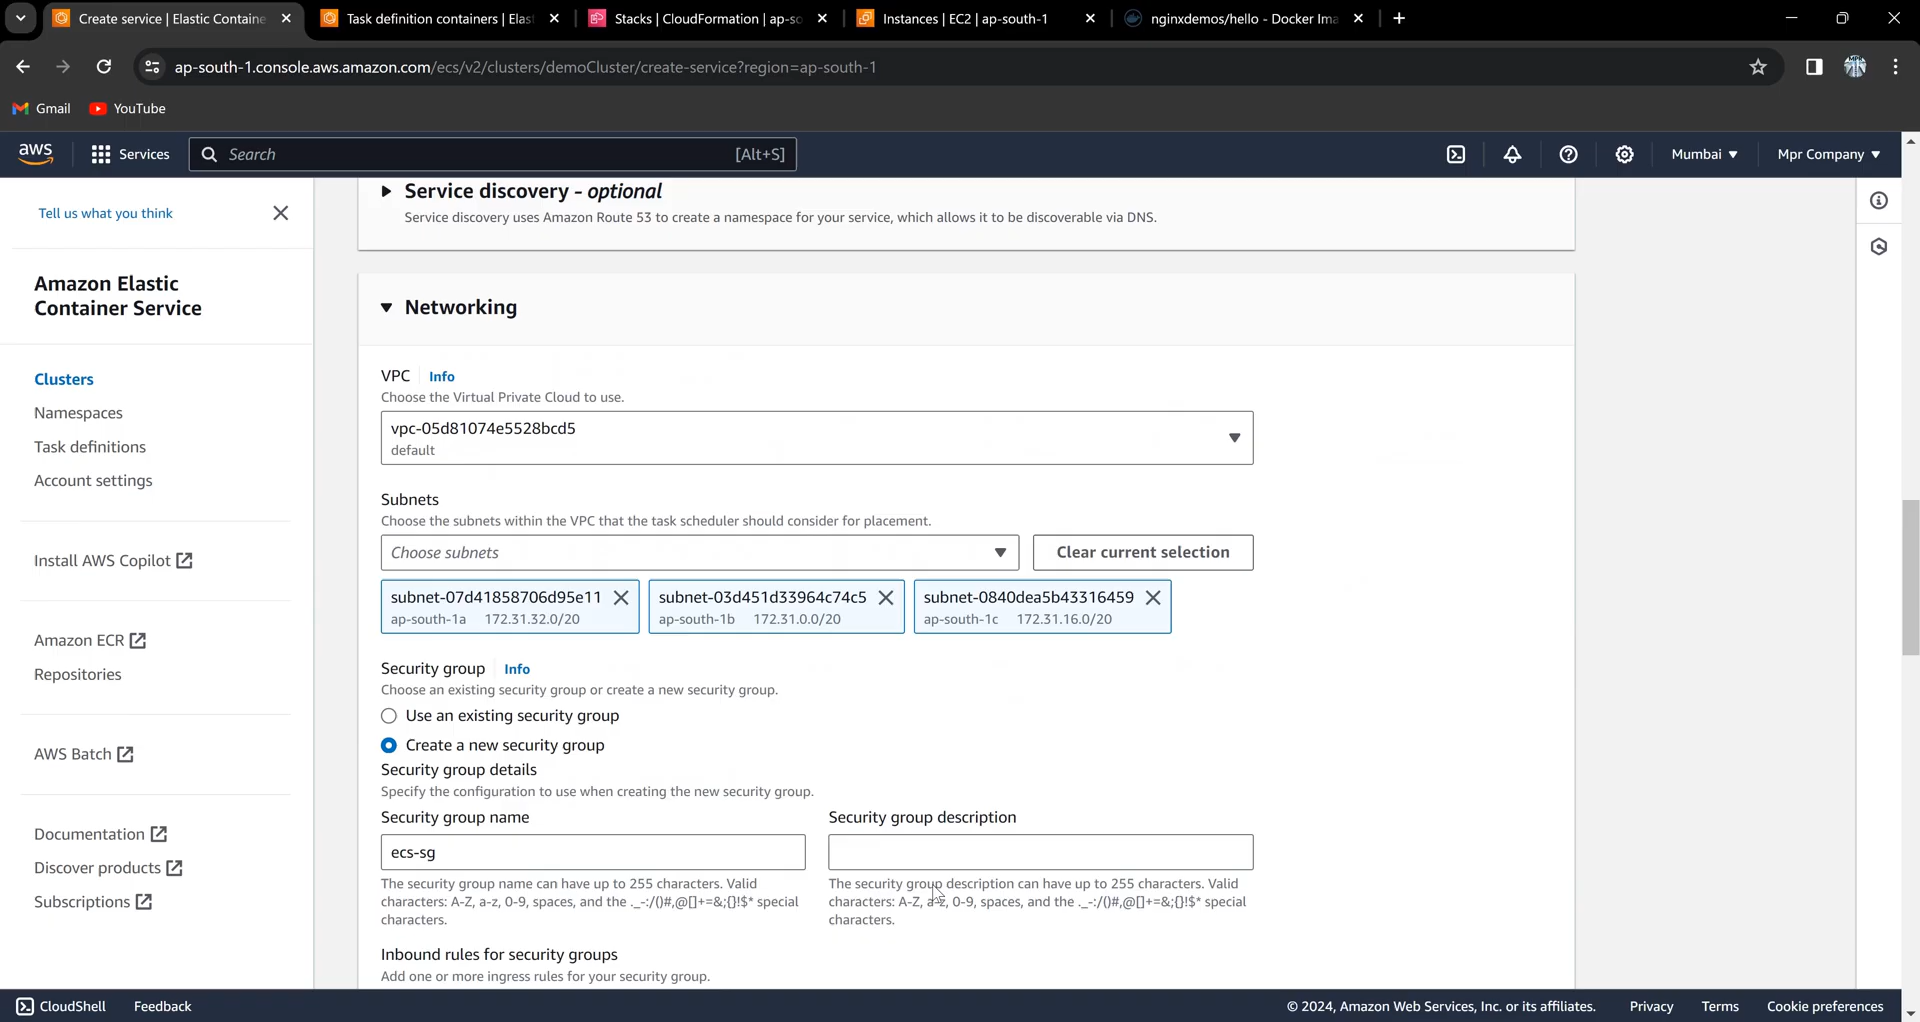 Create service | Elastic Containe
Task definition containers | Elas
Stacks | CloudFormation | ap-so
Instances | EC2 | ap-south-1
nginxdemos/hello - Docker Ima
ap-south-1.console.aws.amazon.com/ecs/v2/clusters/demoCluster/create-service?region=ap-south-1
Gmail
YouTube
aws
Services
Search
[Alt+S]
Mumbai
Mpr Company
Tell us what you think
Amazon Elastic
Container Service
Clusters
Namespaces
Task definitions
Account settings
Install AWS Copilot
Amazon ECR
Repositories
AWS Batch
Documentation
Discover products
Subscriptions
Service discovery - optional
Service discovery uses Amazon Route 53 to create a namespace for your service, which allows it to be discoverable via DNS.
Networking
VPC Info
Choose the Virtual Private Cloud to use.
vpc-05d81074e5528bcd5
default
Subnets
Choose the subnets within the VPC that the task scheduler should consider for placement.
Choose subnets
Clear current selection
subnet-07d41858706d95e11
ap-south-1a 172.31.32.0/20
subnet-03d451d33964c74c5
ap-south-1b 172.31.0.0/20
subnet-0840dea5b43316459
ap-south-1c 172.31.16.0/20
Security group Info
Choose an existing security group or create a new security group.
Use an existing security group
Create a new security group
Security group details
Specify the configuration to use when creating the new security group.
Security group name
ecs-sg
The security group name can have up to 255 characters. Valid
characters: A-Z, a-z, 0-9, spaces, and the ._-:/()#,@[]+=&;{}!$* special
characters.
Security group description
The security group description can have up to 255 characters. Valid
characters: A-Z, a-z, 0-9, spaces, and the ._-:/()#,@[]+=&;{}!$* special
characters.
Inbound rules for security groups
Add one or more ingress rules for your security group.
CloudShell
Feedback
© 2024, Amazon Web Services, Inc. or its affiliates.
Privacy
Terms
Cookie preferences